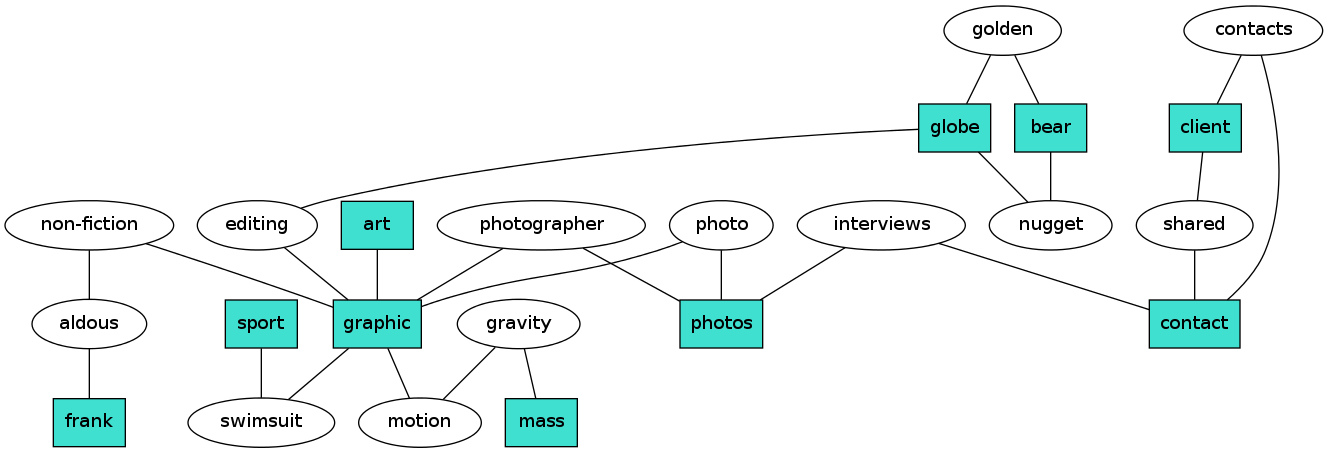 golden
contacts
globe
bear
client
non-fiction
editing
art
photographer
photo
interviews
nugget
shared
aldous
sport
graphic
gravity
photos
contact
frank
swimsuit
motion
mass